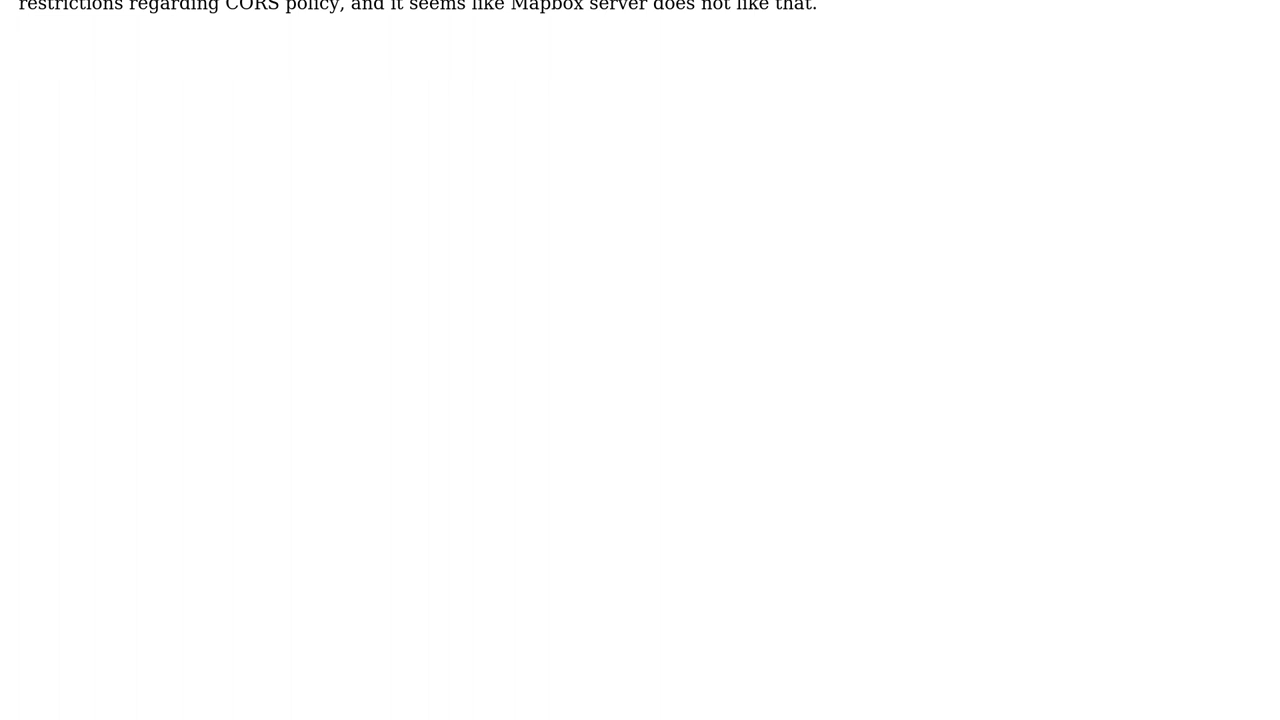 restrictions regarding CORS policy, and it seems like Mapbox server does not like that.